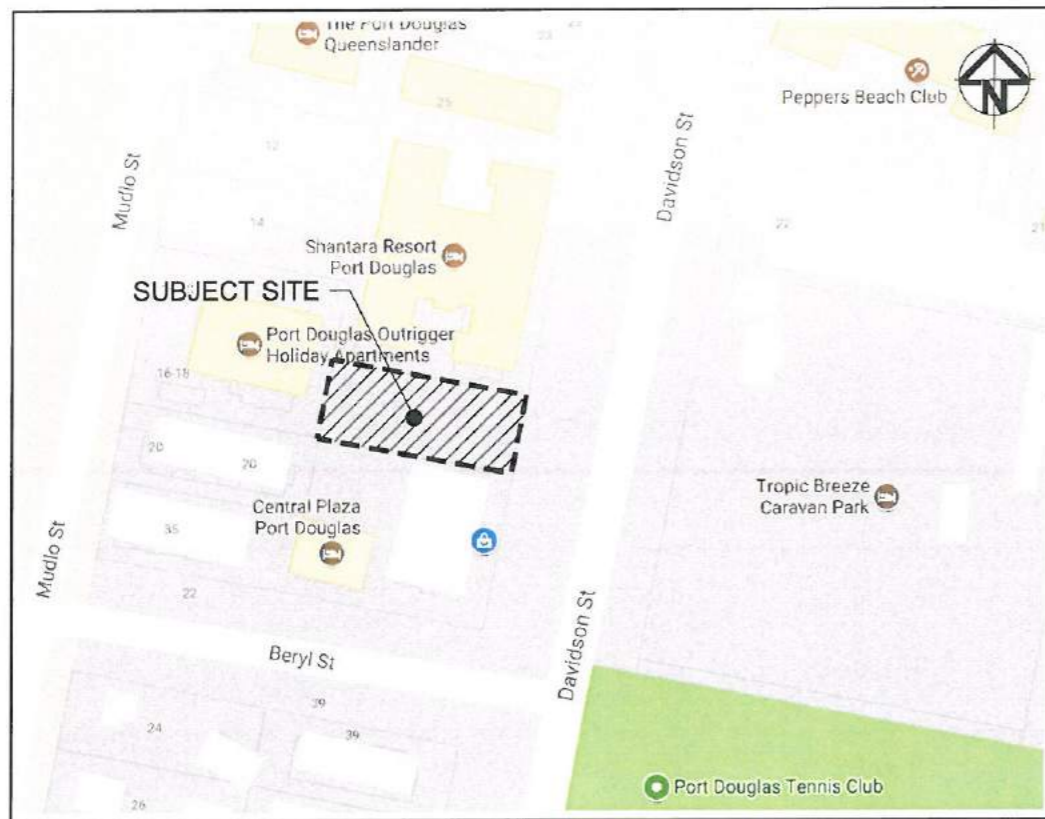 The Port Douglas
Queenslander
23
25
Peppers Beach Club
N
12
Mudlo St
Davidson St
14
22
21
Shantara Resort
Port Douglas
SUBJECT SITE
Port Douglas Outrigger
Holiday Apartments
16-18
20
20
Central Plaza
Port Douglas
Tropic Breeze
Caravan Park
35
Mudlo St
22
Davidson St
Beryl St
39
24
39
Port Douglas Tennis Club
26